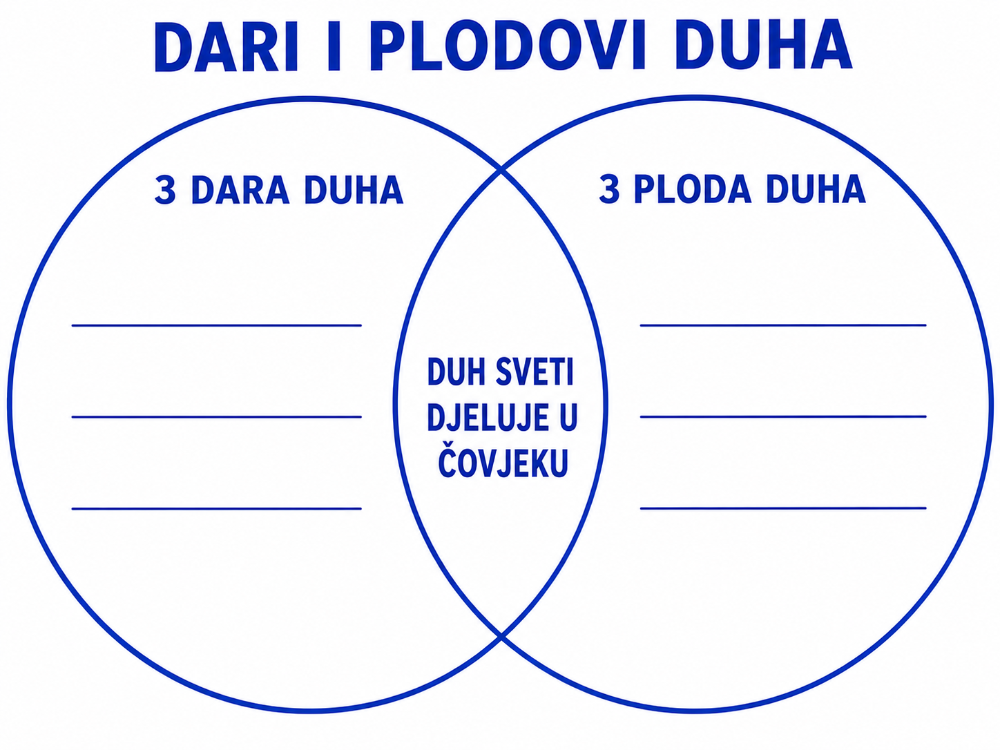 DARI I PLODOVI DUHA
3 DARA DUHA
3 PLODA DUHA
DUH SVETI
DJELUJE U
ČOVJEKU